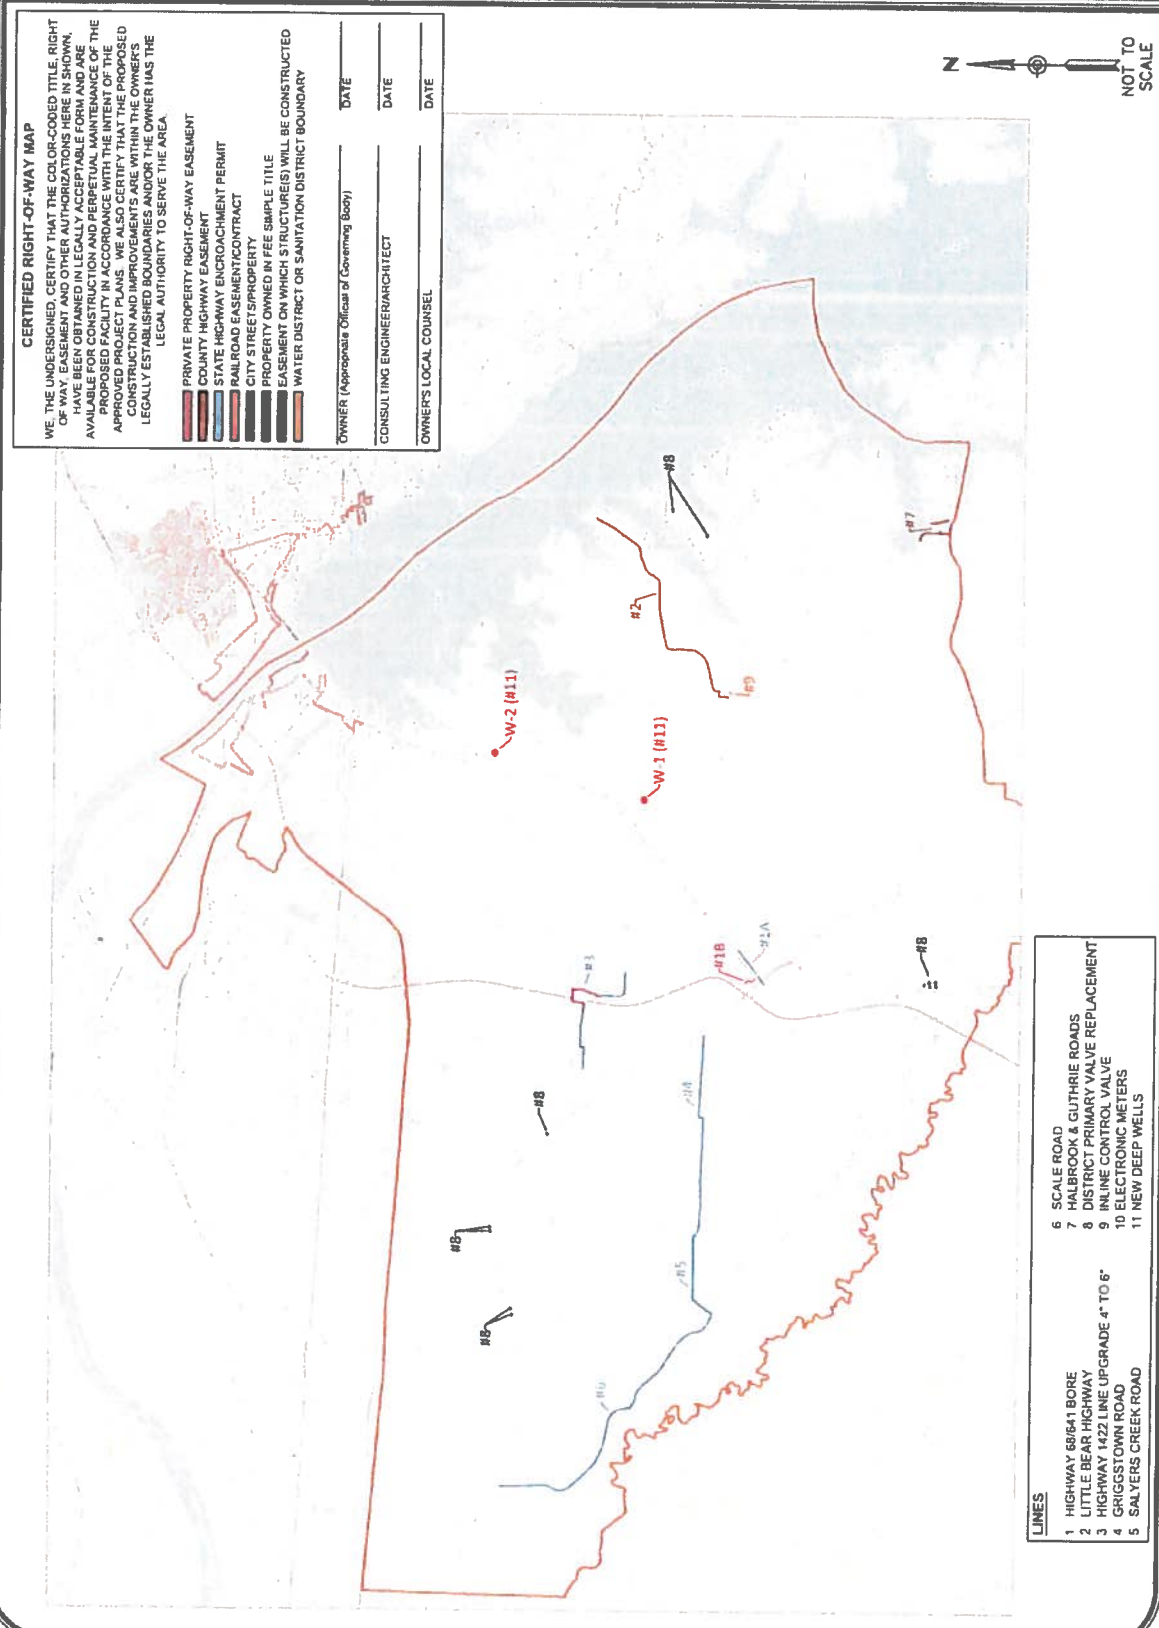 CERTIFIED RIGHT-OF-WAY MAP
WE, THE UNDERSIGNED, CERTIFY THAT THE COLOR-CODED TITLE, RIGHT
OF WAY, EASEMENT AND OTHER AUTHORIZATIONS HERE IN SHOWN,
HAVE BEEN OBTAINED IN LEGALLY ACCEPTABLE FORM AND ARE
AVAILABLE FOR CONSTRUCTION AND PERPETUAL MAINTENANCE OF THE
PROPOSED FACILITY IN ACCORDANCE WITH THE INTENT OF THE
APPROVED PROJECT PLANS. WE ALSO CERTIFY THAT THE PROPOSED
CONSTRUCTION AND IMPROVEMENTS ARE WITHIN THE OWNER'S
LEGALLY ESTABLISHED BOUNDARIES AND/OR THE OWNER HAS THE
LEGAL AUTHORITY TO SERVE THE AREA.
PRIVATE PROPERTY RIGHT-OF-WAY EASEMENT
COUNTY HIGHWAY EASEMENT
STATE HIGHWAY ENCROACHMENT PERMIT
RAILROAD EASEMENT/CONTRACT
CITY STREETS/PROPERTY
PROPERTY OWNED IN FEE SIMPLE TITLE
EASEMENT ON WHICH STRUCTURE(S) WILL BE CONSTRUCTED
WATER DISTRICT OR SANITATION DISTRICT BOUNDARY
OWNER (Appropriate Official of Governing Body) DATE
CONSULTING ENGINEER/ARCHITECT DATE
OWNER'S LOCAL COUNSEL DATE
N
NOT TO
SCALE
W-2 (#11)
W-1 (#11)
#8
#2
#9
#7
#3
#1B
#1A
#8
#8
#8
#8
#4
#5
#6
LINES
1 HIGHWAY 68/641 BORE
2 LITTLE BEAR HIGHWAY
3 HIGHWAY 1422 LINE UPGRADE 4" TO 6"
4 GRIGGSTOWN ROAD
5 SALYERS CREEK ROAD
6 SCALE ROAD
7 HALBROOK & GUTHRIE ROADS
8 DISTRICT PRIMARY VALVE REPLACEMENT
9 INLINE CONTROL VALVE
10 ELECTRONIC METERS
11 NEW DEEP WELLS